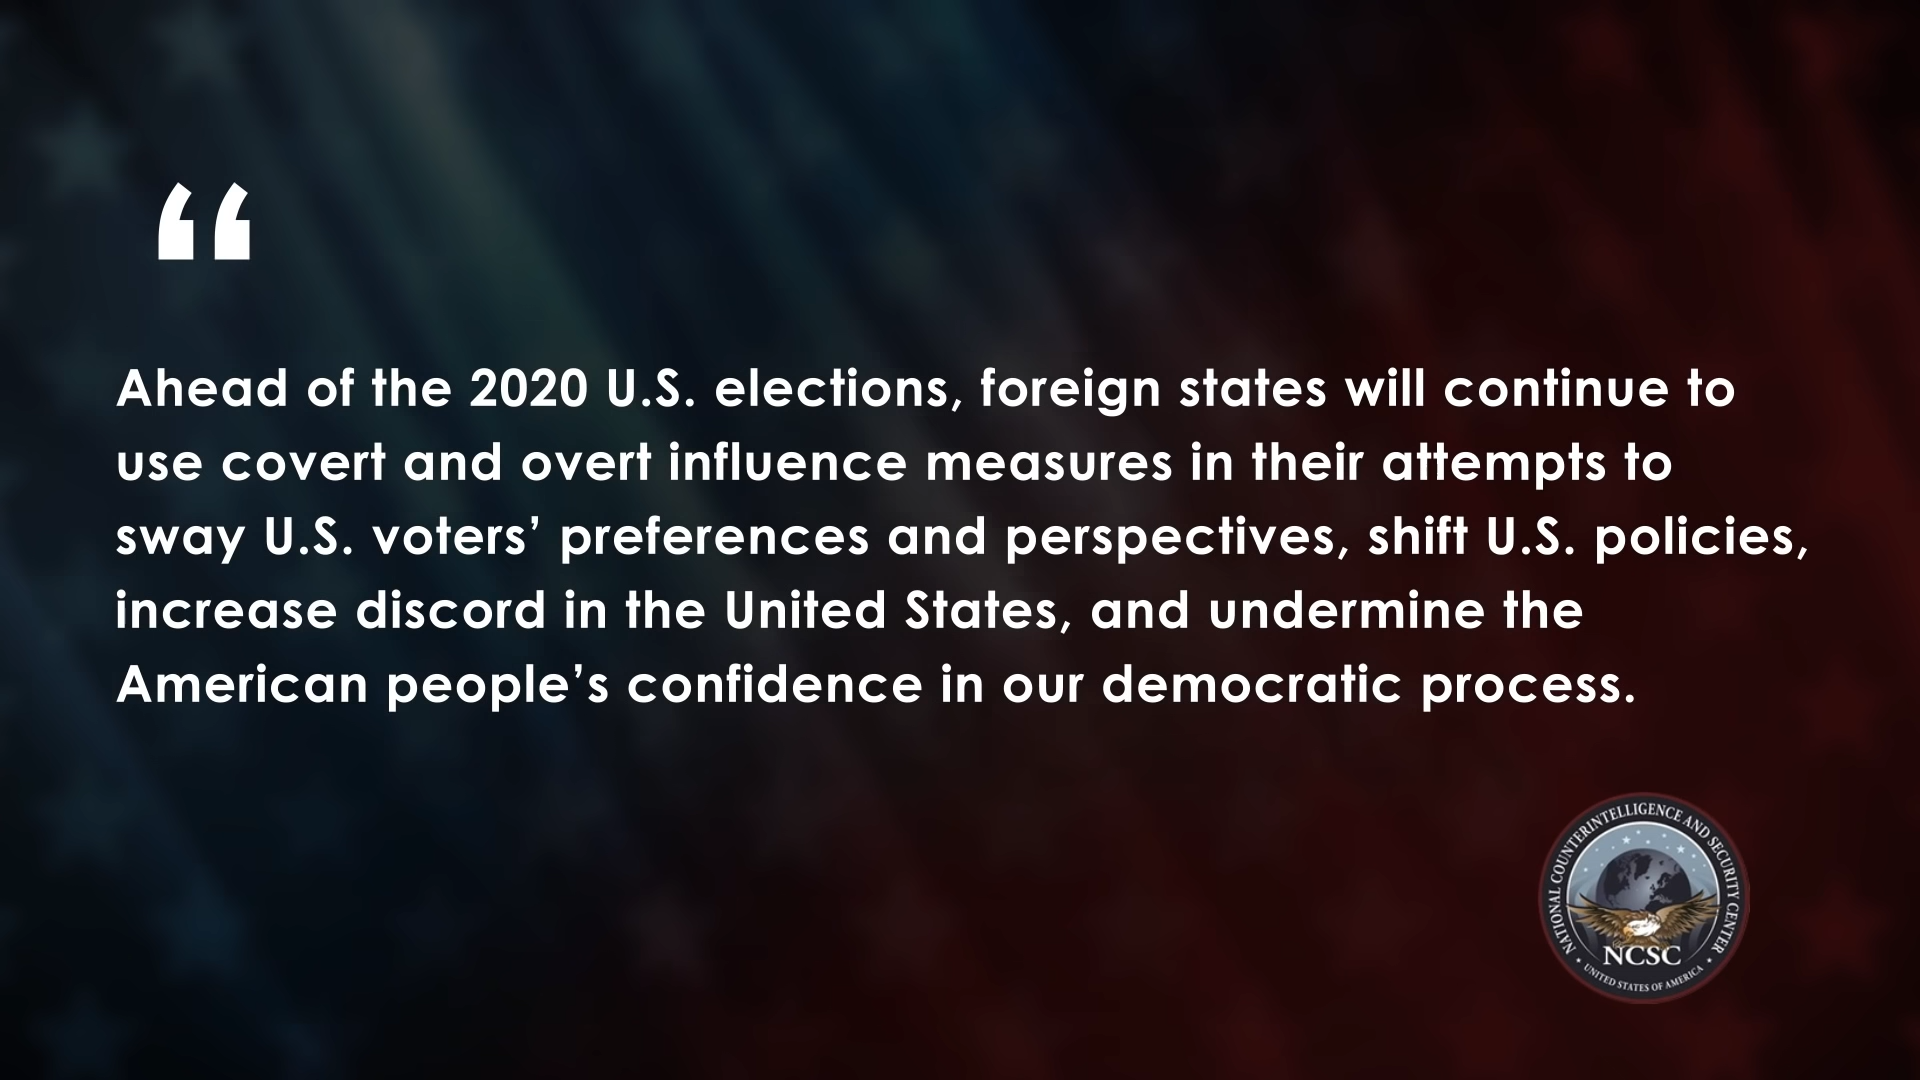 “
Ahead of the 2020 U.S. elections, foreign states will continue to
use covert and overt influence measures in their attempts to
sway U.S. voters’ preferences and perspectives, shift U.S. policies,
increase discord in the United States, and undermine the
American people’s confidence in our democratic process.
NATIONAL COUNTERINTELLIGENCE AND SECURITY CENTER
NCSC
UNITED STATES OF AMERICA